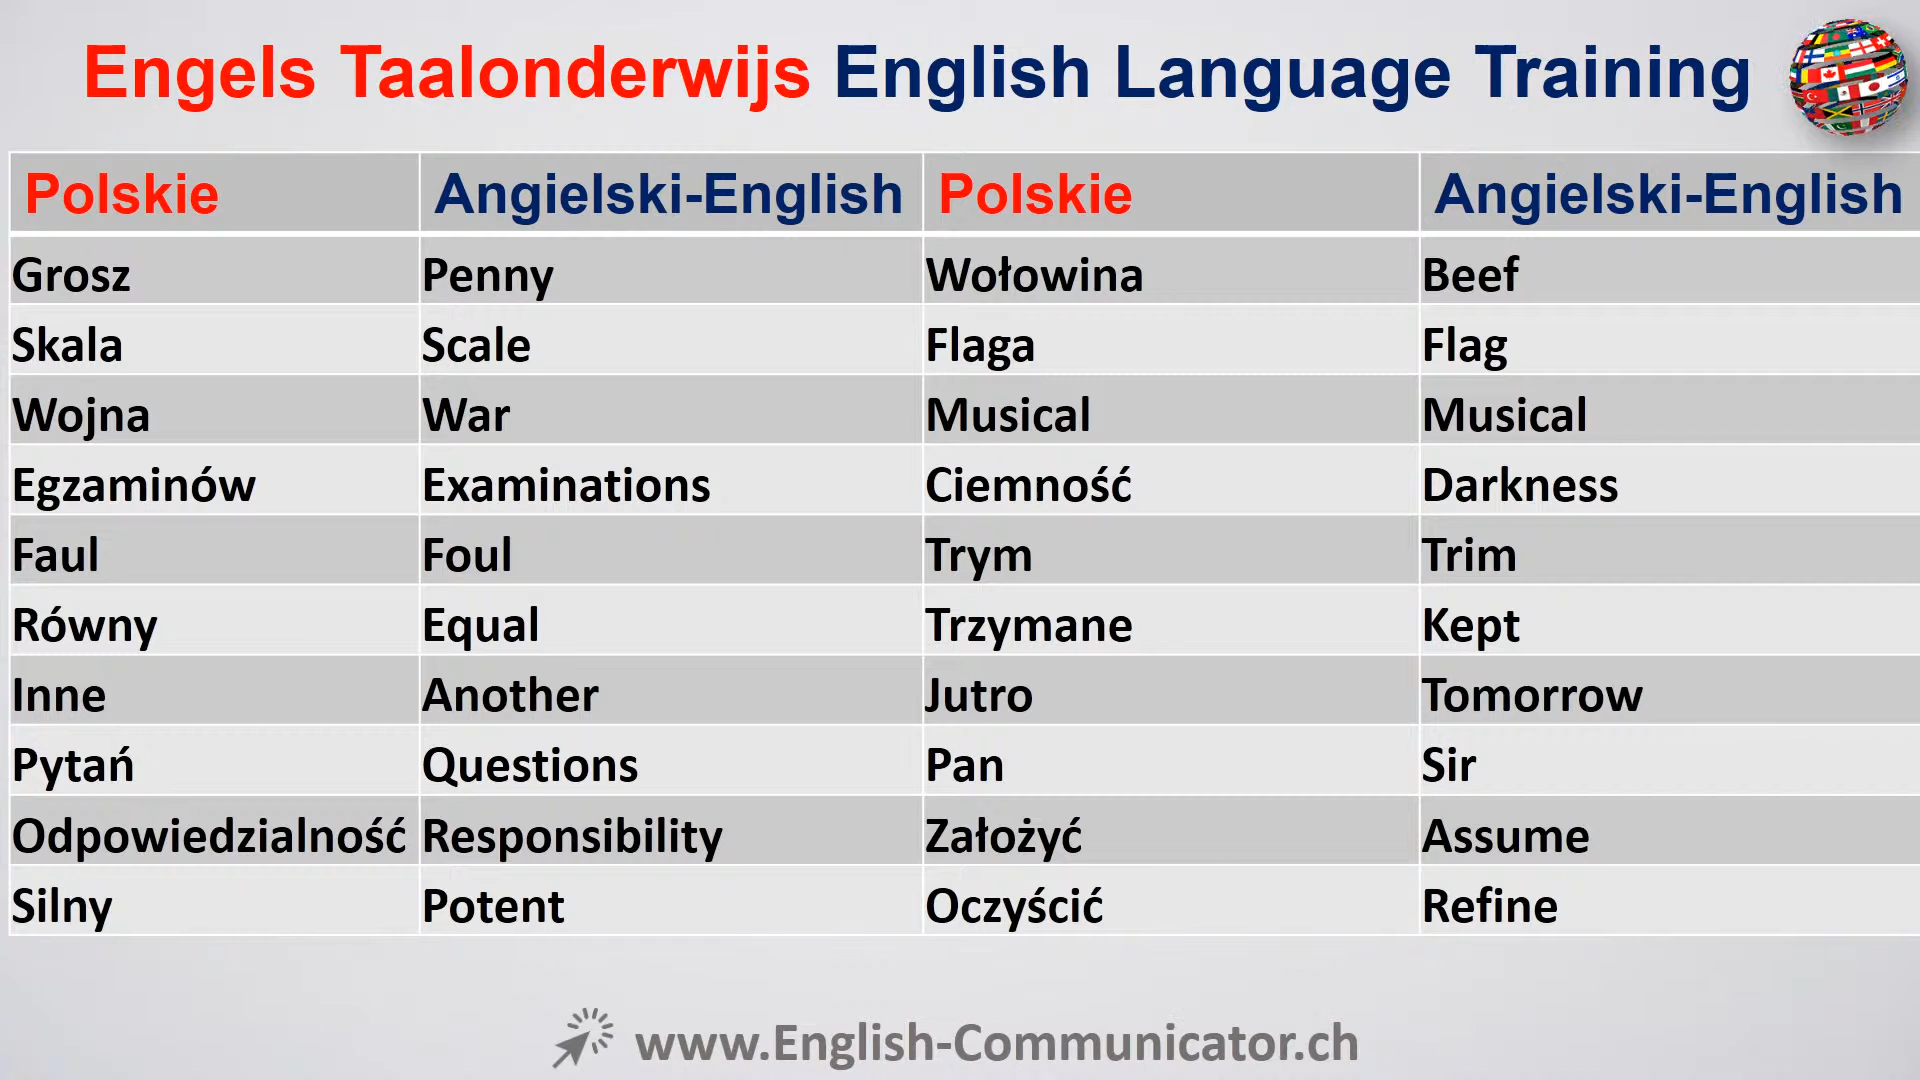 Engels Taalonderwijs English Language Training
Polskie Angielski-English Polskie Angielski-English
Grosz Penny Wołowina Beef
Skala Scale Flaga Flag
Wojna War Musical Musical
Egzaminów Examinations Ciemność Darkness
Faul Foul Trym Trim
Równy Equal Trzymane Kept
Inne Another Jutro Tomorrow
Pytań Questions Pan Sir
Odpowiedzialność Responsibility Założyć Assume
Silny Potent Oczyścić Refine
www.English-Communicator.ch